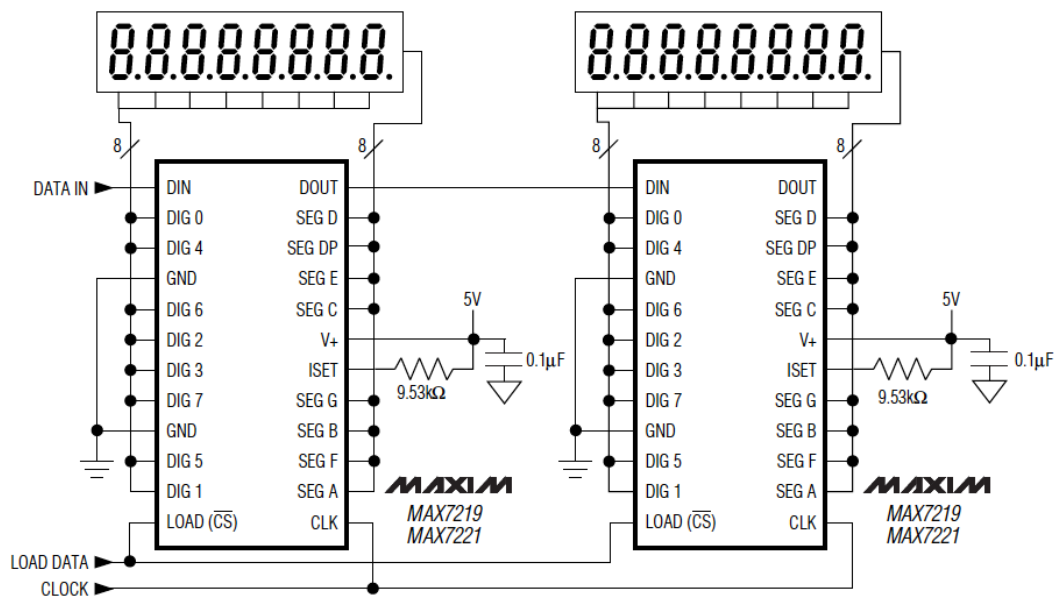 8.8.8.8.8.8.8.8.
8.8.8.8.8.8.8.8.
8
8
8
8
DATA IN
DIN
DOUT
DIG 0
SEG D
DIG 4
SEG DP
GND
SEG E
DIG 6
SEG C
DIG 2
V+
DIG 3
ISET
DIG 7
SEG G
GND
SEG B
DIG 5
SEG F
DIG 1
SEG A
LOAD (CS)
CLK
5V
0.1µF
9.53kΩ
MAXIM
MAX7219
MAX7221
DIN
DOUT
DIG 0
SEG D
DIG 4
SEG DP
GND
SEG E
DIG 6
SEG C
DIG 2
V+
DIG 3
ISET
DIG 7
SEG G
GND
SEG B
DIG 5
SEG F
DIG 1
SEG A
LOAD (CS)
CLK
5V
0.1µF
9.53kΩ
MAXIM
MAX7219
MAX7221
LOAD DATA
CLOCK